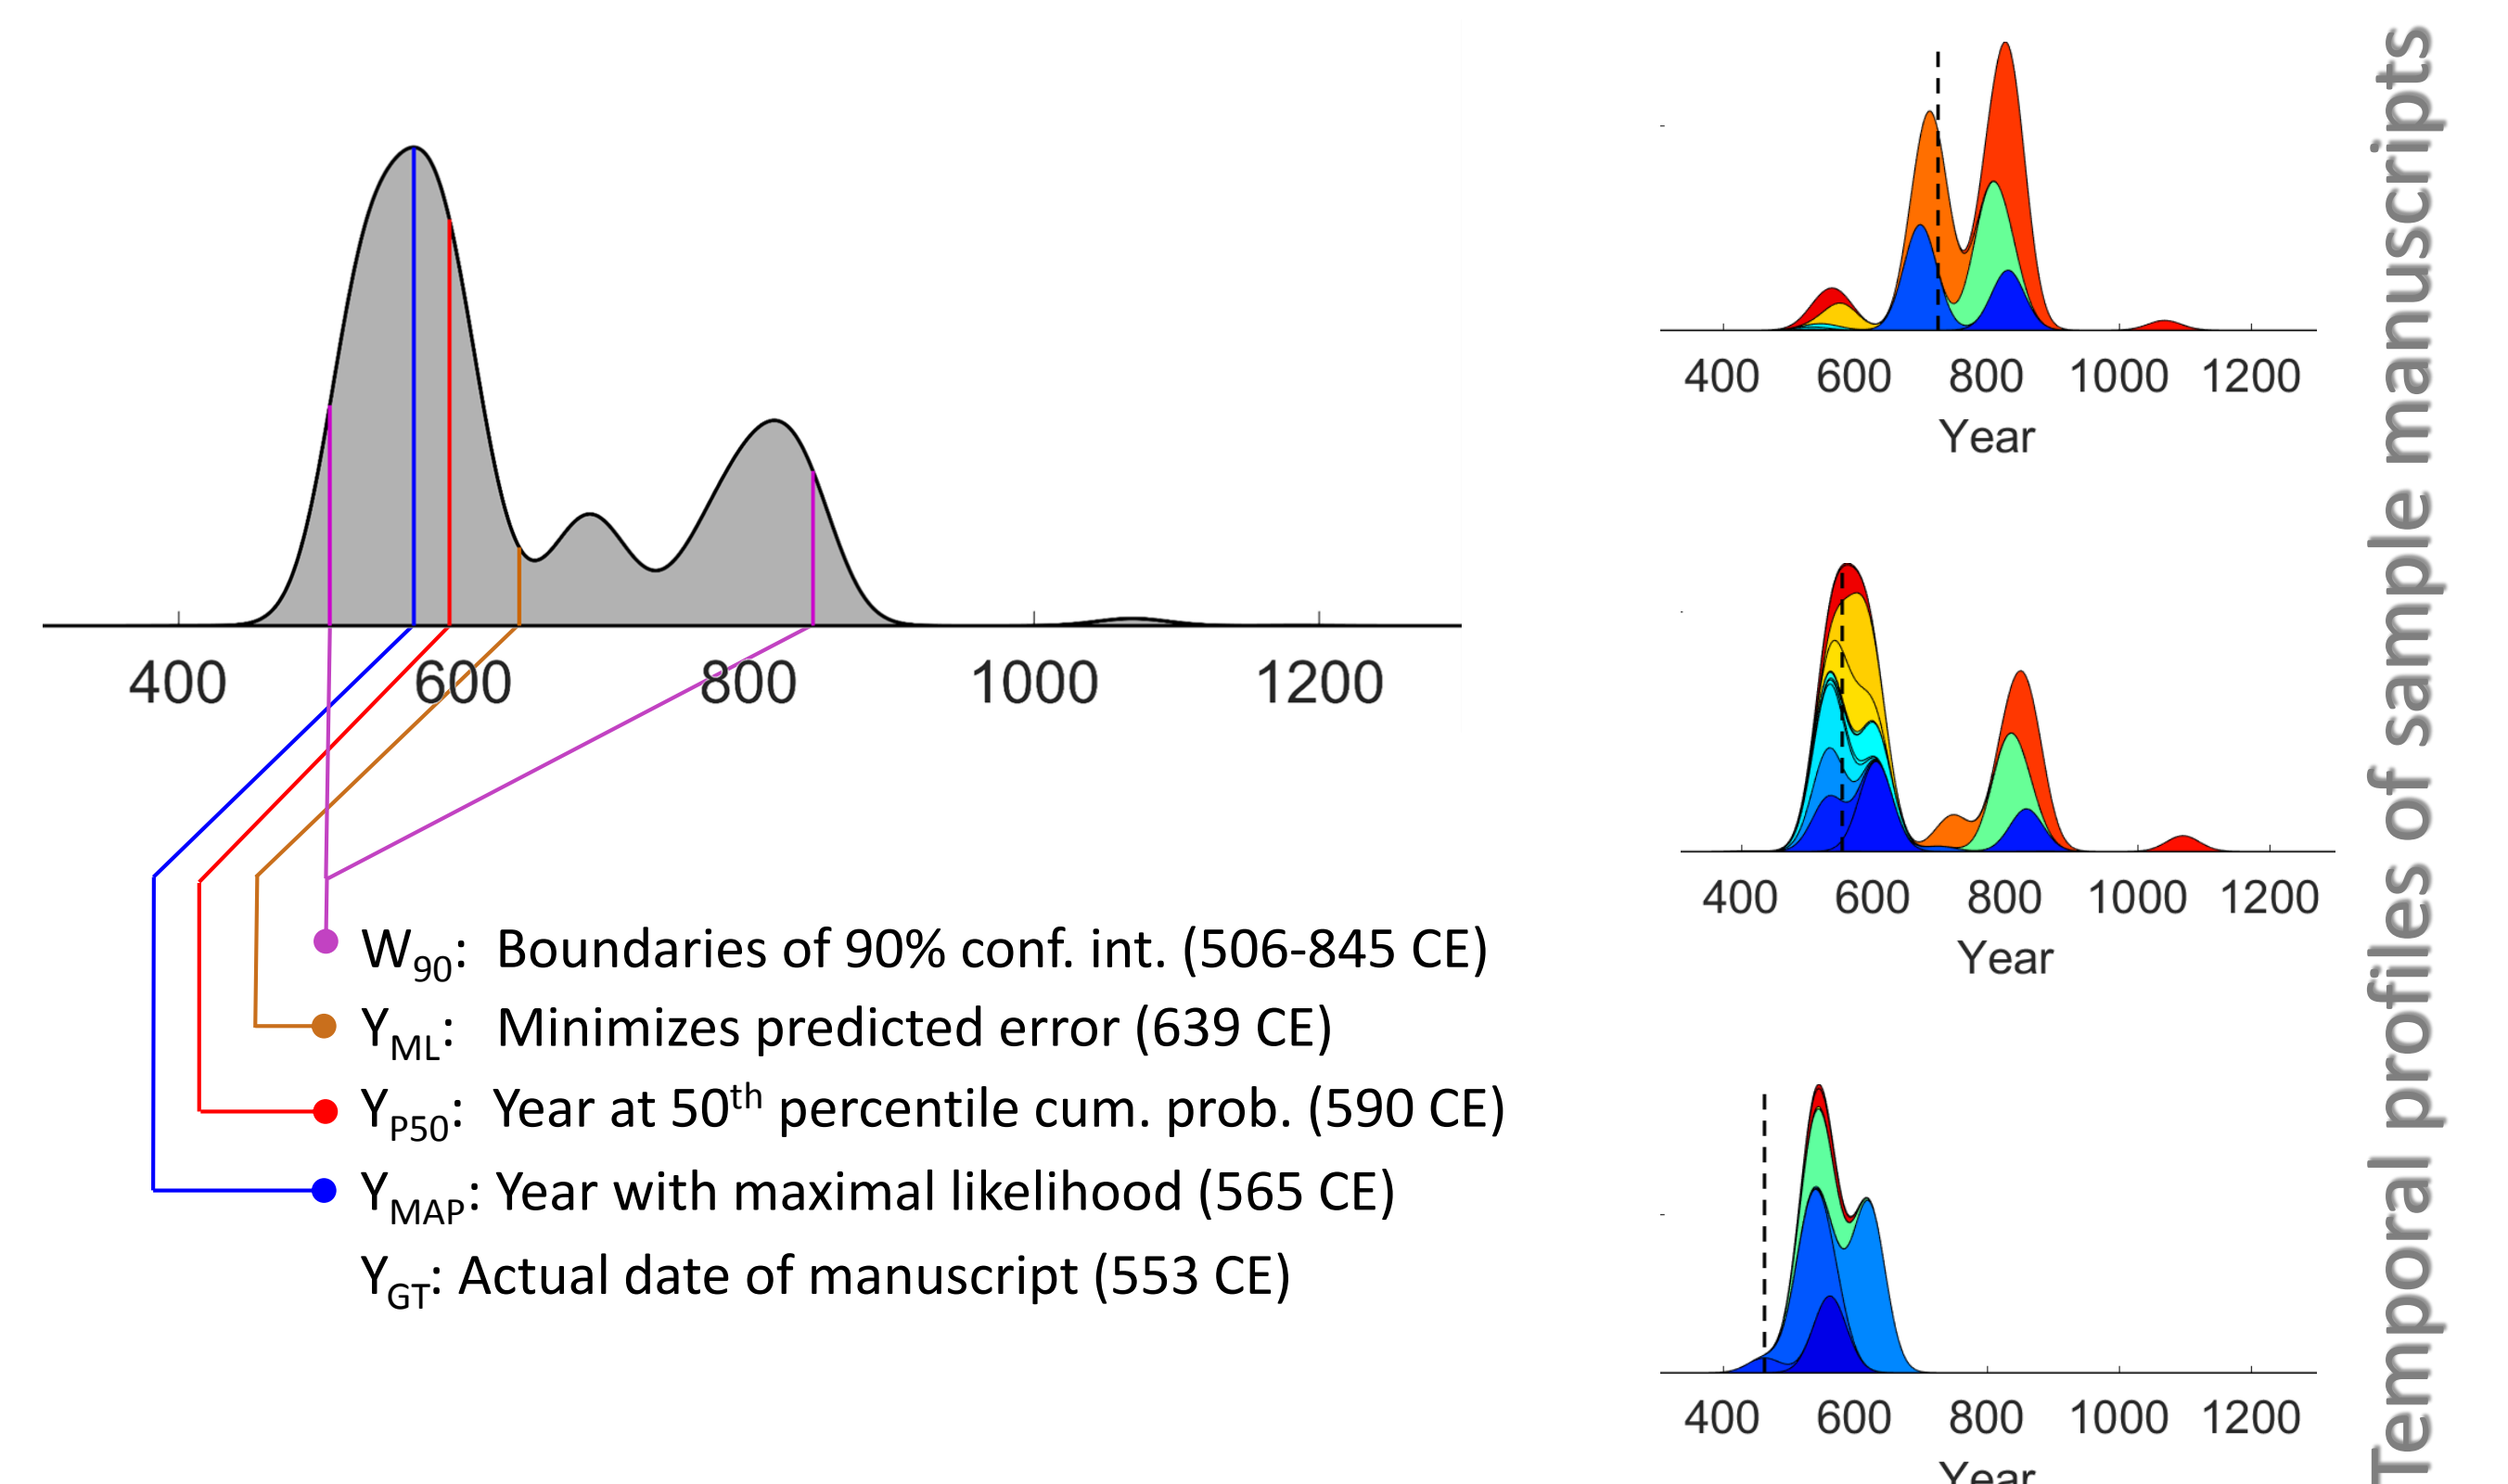 400 600 800 1000 1200
W90: Boundaries of 90% conf. int. (506-845 CE)
YML: Minimizes predicted error (639 CE)
YP50: Year at 50th percentile cum. prob. (590 CE)
YMAP: Year with maximal likelihood (565 CE)
YGT: Actual date of manuscript (553 CE)
400 600 800 1000 1200
Year
400 600 800 1000 1200
Year
400 600 800 1000 1200
Year
Temporal profiles of sample manuscripts